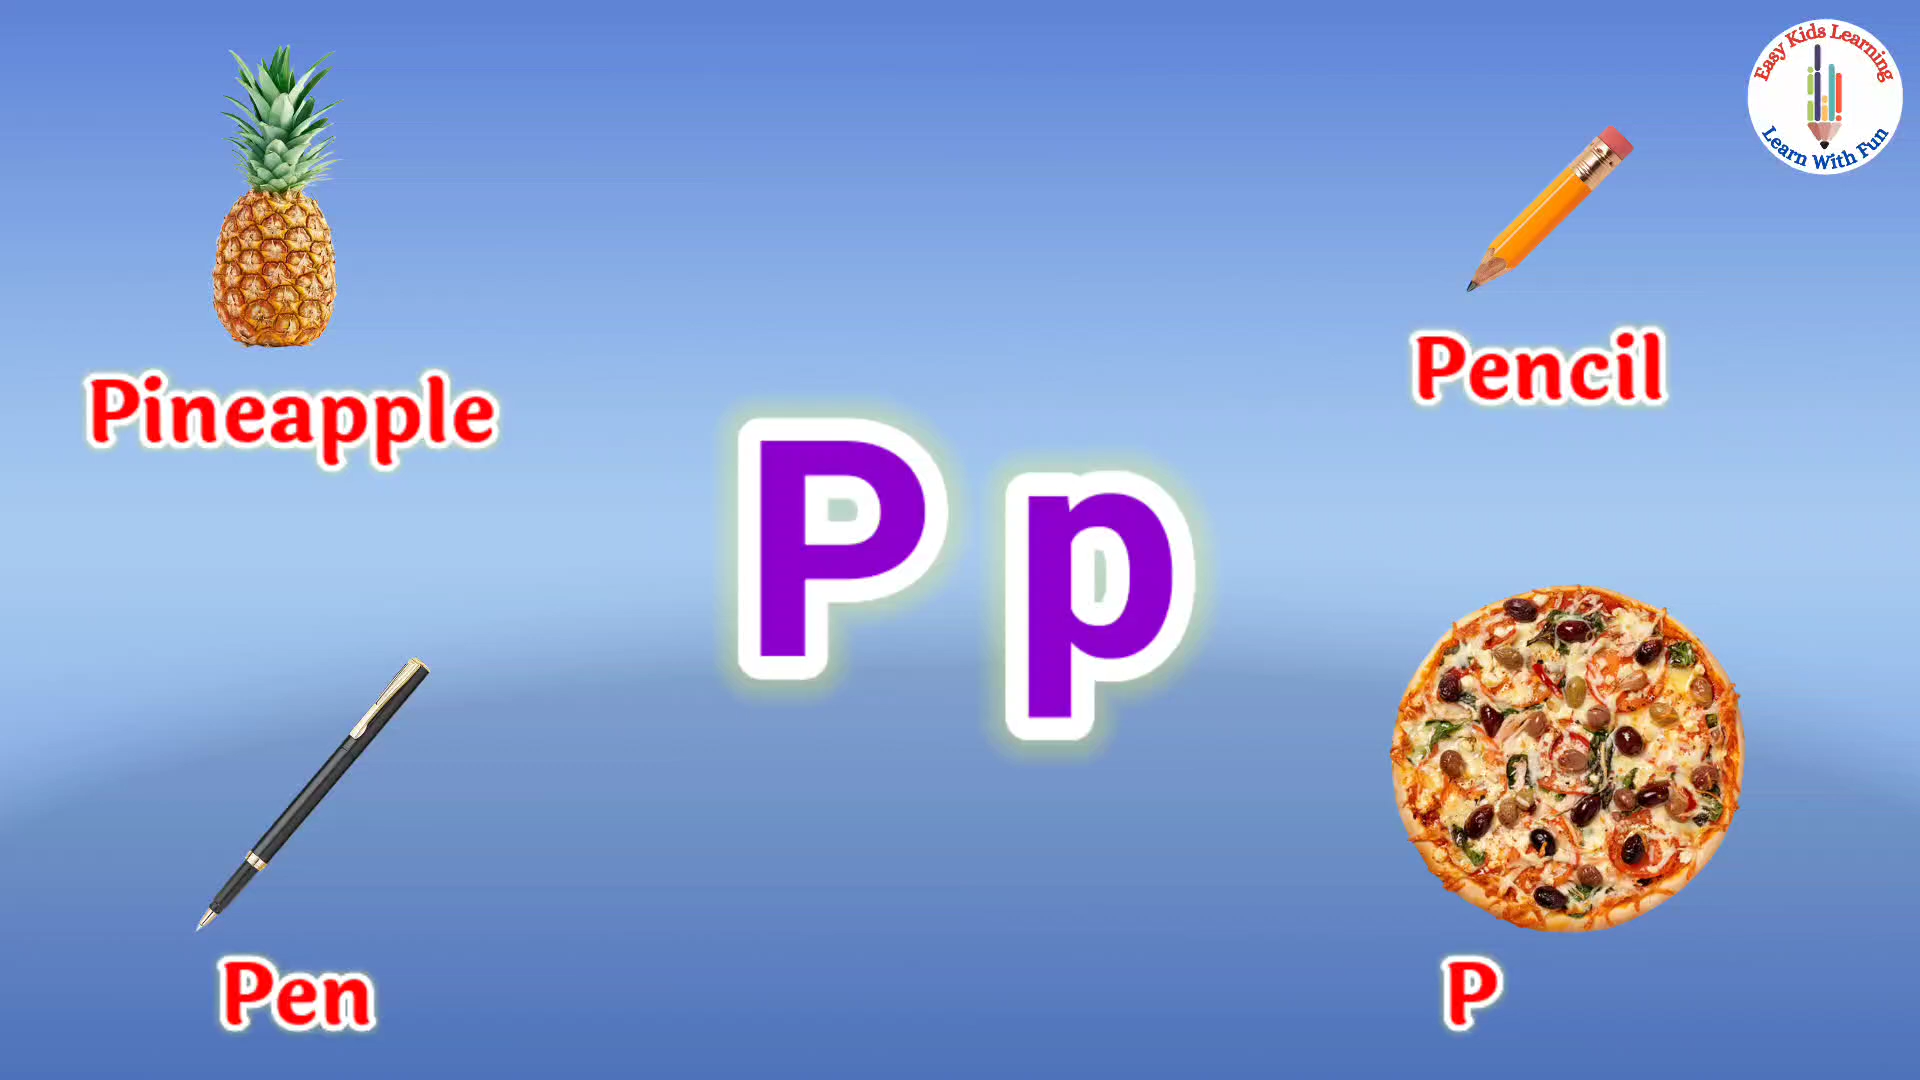 Easy Kids Learning
Learn With Fun
Pineapple
Pencil
P p
Pen
P